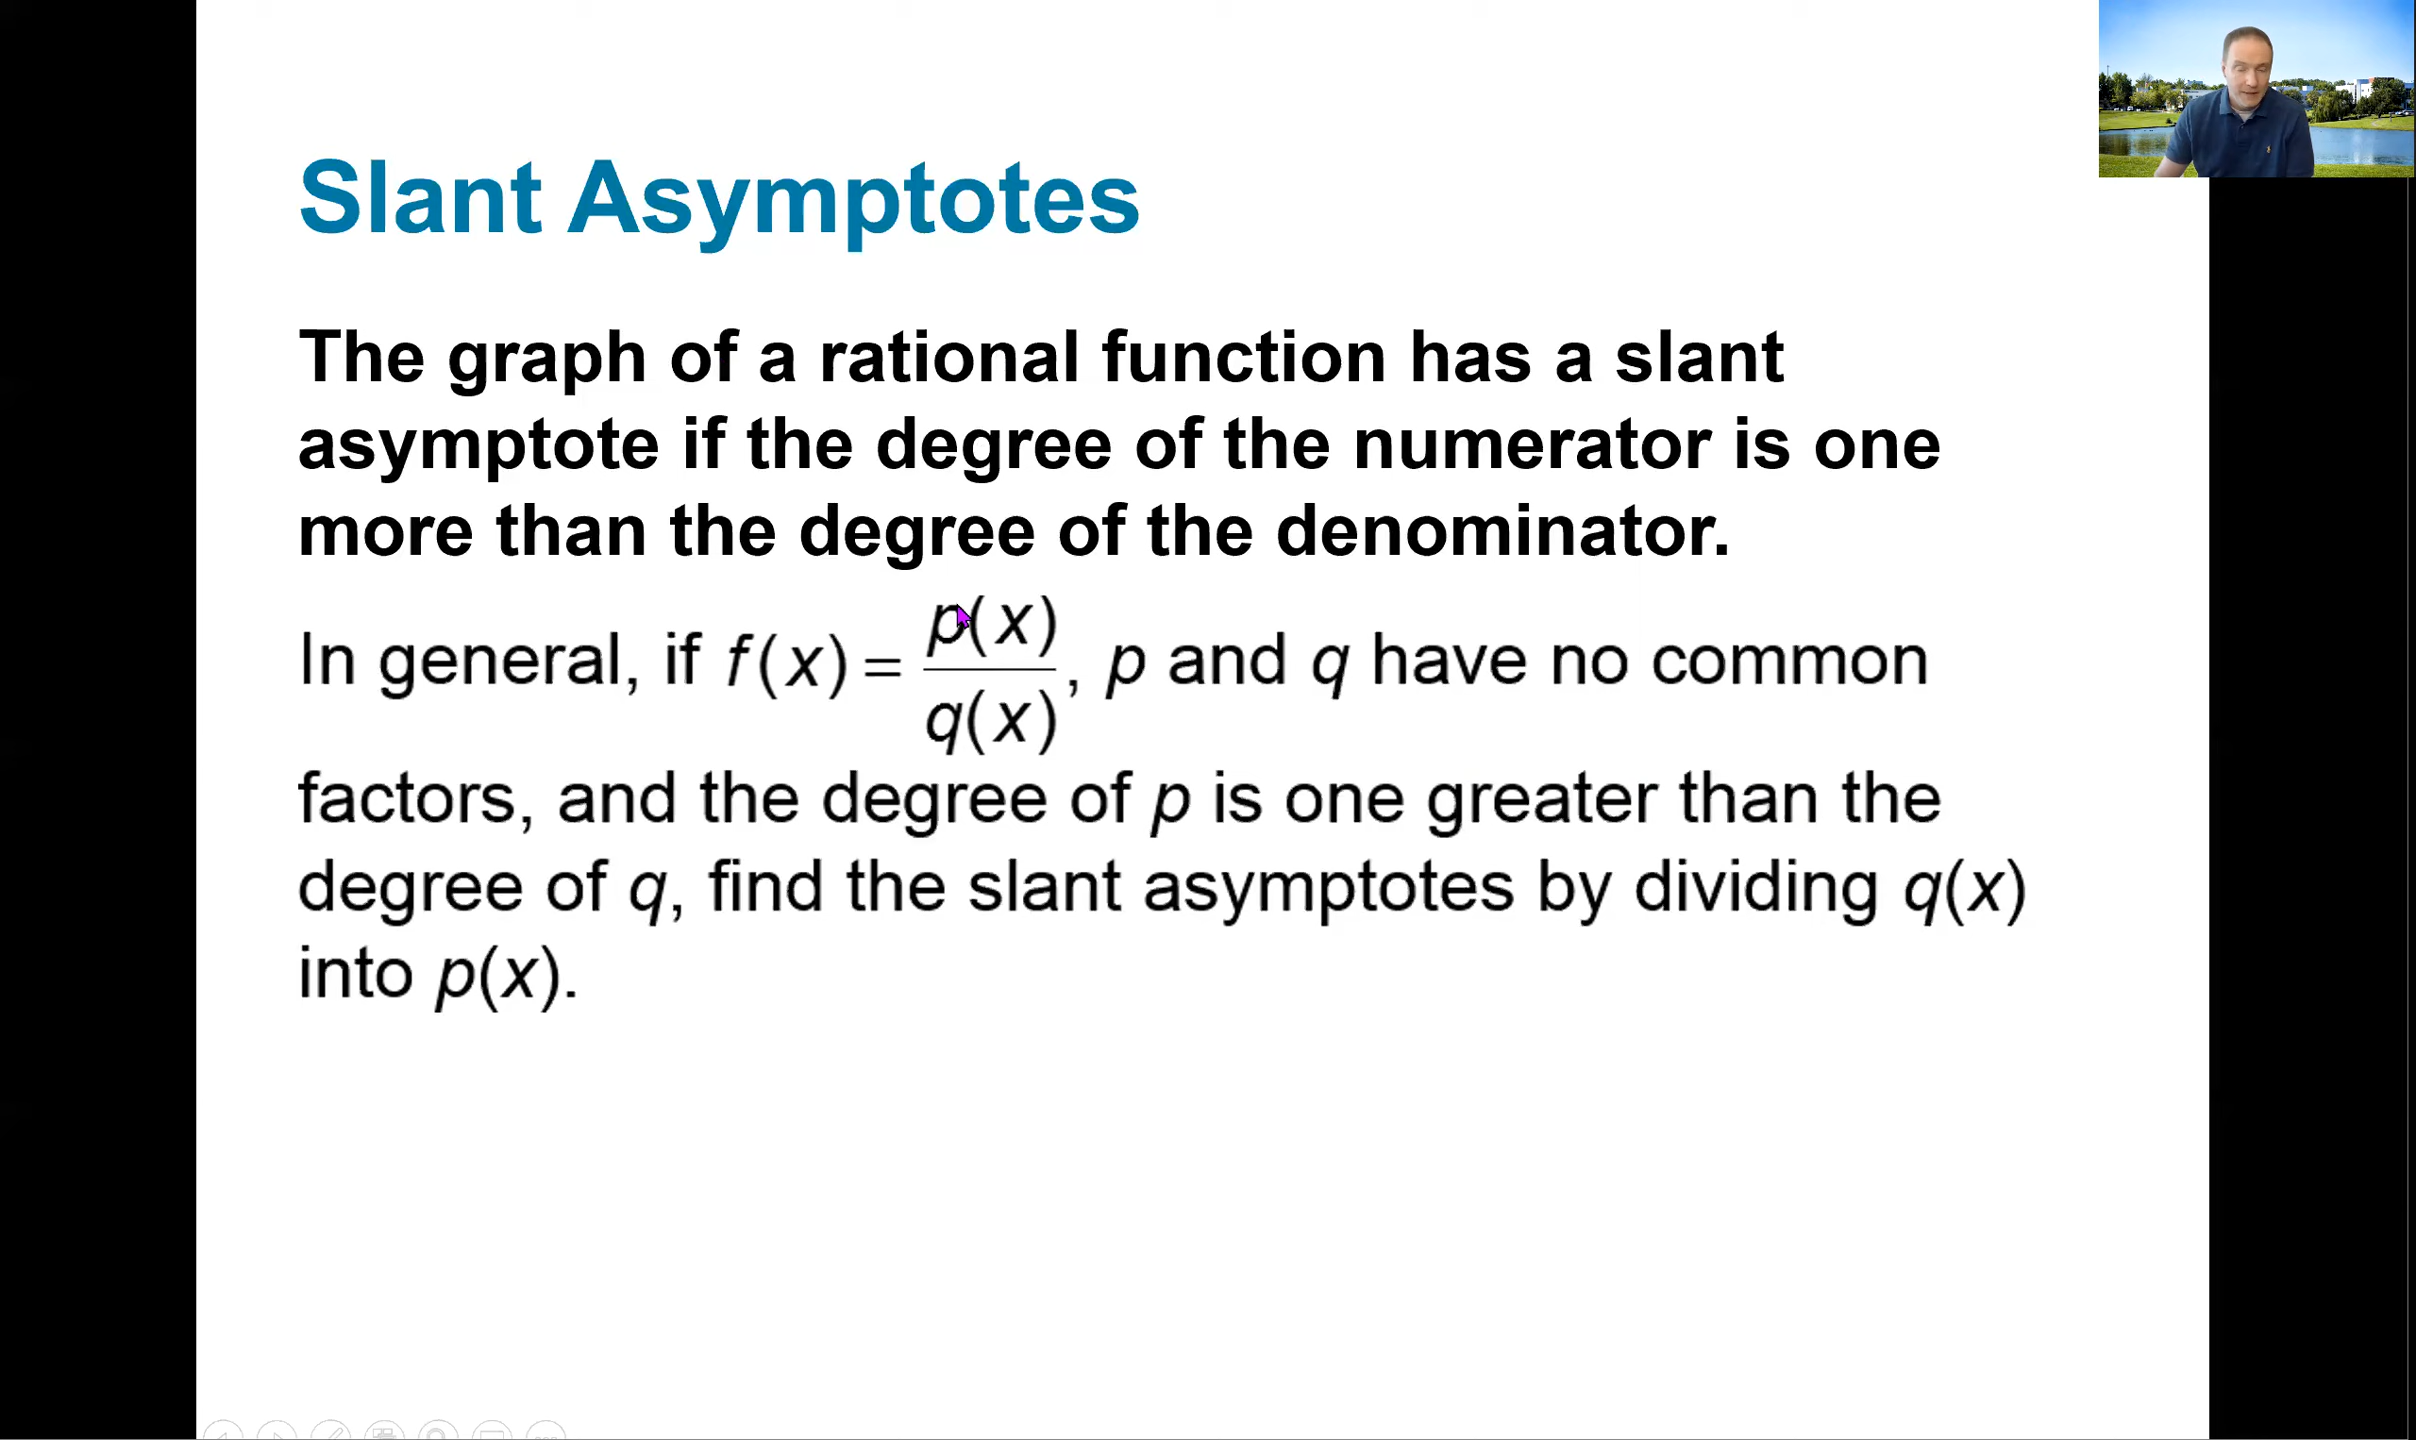 Slant Asymptotes
The graph of a rational function has a slant
asymptote if the degree of the numerator is one
more than the degree of the denominator.
In general, if f(x) = p(x)/q(x), p and q have no common
factors, and the degree of p is one greater than the
degree of q, find the slant asymptotes by dividing q(x)
into p(x).